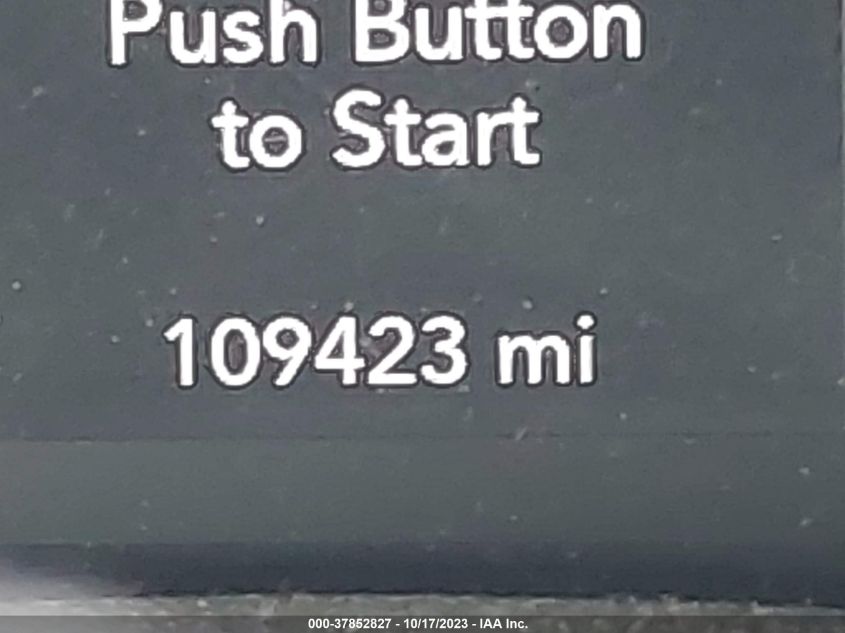 Push Button
to Start
109423 mi
000-37852827 - 10/17/2023 - IAA Inc.